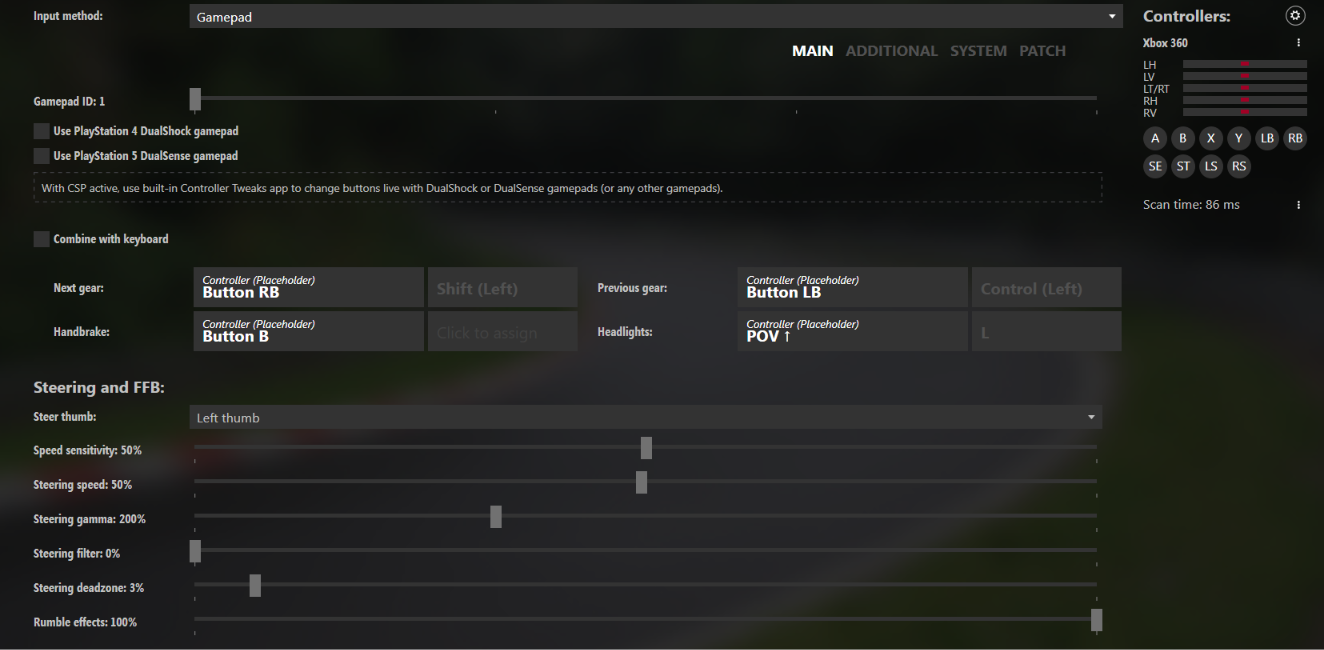 Input method:
Gamepad
MAIN ADDITIONAL SYSTEM PATCH
Gamepad ID: 1
Use PlayStation 4 DualShock gamepad
Use PlayStation 5 DualSense gamepad
With CSP active, use built-in Controller Tweaks app to change buttons live with DualShock or DualSense gamepads (or any other gamepads).
Combine with keyboard
Next gear:
Controller (Placeholder)
Button RB
Shift (Left)
Previous gear:
Controller (Placeholder)
Button LB
Control (Left)
Handbrake:
Controller (Placeholder)
Button B
Click to assign
Headlights:
Controller (Placeholder)
POV ↑
L
Steering and FFB:
Steer thumb:
Left thumb
Speed sensitivity: 50%
Steering speed: 50%
Steering gamma: 200%
Steering filter: 0%
Steering deadzone: 3%
Rumble effects: 100%
Controllers:
Xbox 360
LH
LV
LT/RT
RH
RV
A B X Y LB RB
SE ST LS RS
Scan time: 86 ms